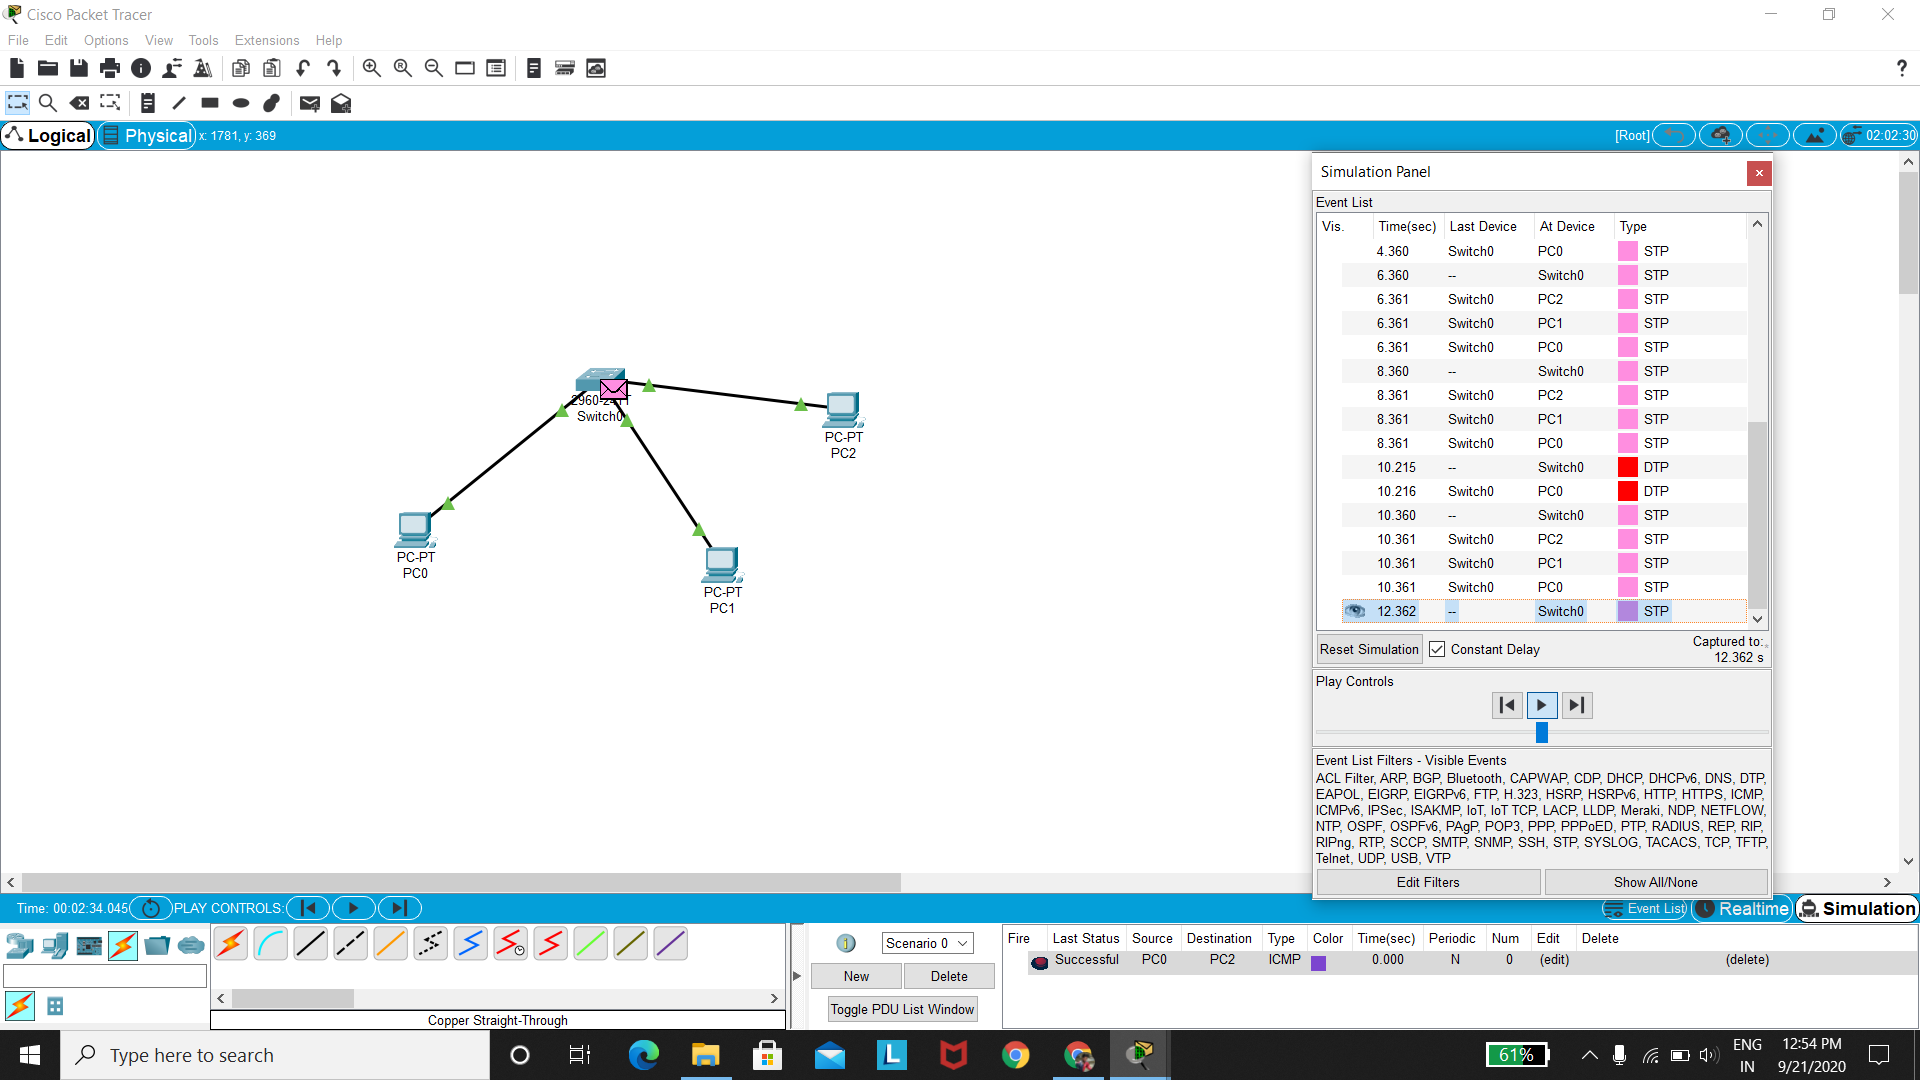 Cisco Packet Tracer
File Edit Options View Tools Extensions Help
?
Logical Physical x: 1781, y: 369 [Root] 02:02:30
Simulation Panel
Event List
Vis. Time(sec) Last Device At Device Type
4.360 Switch0 PC0 STP
6.360 -- Switch0 STP
6.361 Switch0 PC2 STP
6.361 Switch0 PC1 STP
6.361 Switch0 PC0 STP
8.360 -- Switch0 STP
8.361 Switch0 PC2 STP
8.361 Switch0 PC1 STP
8.361 Switch0 PC0 STP
10.215 -- Switch0 DTP
10.216 Switch0 PC0 DTP
10.360 -- Switch0 STP
10.361 Switch0 PC2 STP
10.361 Switch0 PC1 STP
10.361 Switch0 PC0 STP
12.362 -- Switch0 STP
Reset Simulation Constant Delay Captured to:
12.362 s
Play Controls
Event List Filters - Visible Events
ACL Filter, ARP, BGP, Bluetooth, CAPWAP, CDP, DHCP, DHCPv6, DNS, DTP,
EAPOL, EIGRP, EIGRPv6, FTP, H.323, HSRP, HSRPv6, HTTP, HTTPS, ICMP,
ICMPv6, IPSec, ISAKMP, IoT, IoT TCP, LACP, LLDP, Meraki, NDP, NETFLOW,
NTP, OSPF, OSPFv6, PAgP, POP3, PPP, PPPoED, PTP, RADIUS, REP, RIP,
RIPng, RTP, SCCP, SMTP, SNMP, SSH, STP, SYSLOG, TACACS, TCP, TFTP,
Telnet, UDP, USB, VTP
Edit Filters Show All/None
2960-24TT
Switch0
PC-PT
PC2
PC-PT
PC0
PC-PT
PC1
Time: 00:02:34.045 PLAY CONTROLS: Event List Realtime Simulation
Scenario 0
New Delete
Toggle PDU List Window
Copper Straight-Through
Fire Last Status Source Destination Type Color Time(sec) Periodic Num Edit Delete
Successful PC0 PC2 ICMP 0.000 N 0 (edit) (delete)
Type here to search
61%
ENG
IN
12:54 PM
9/21/2020